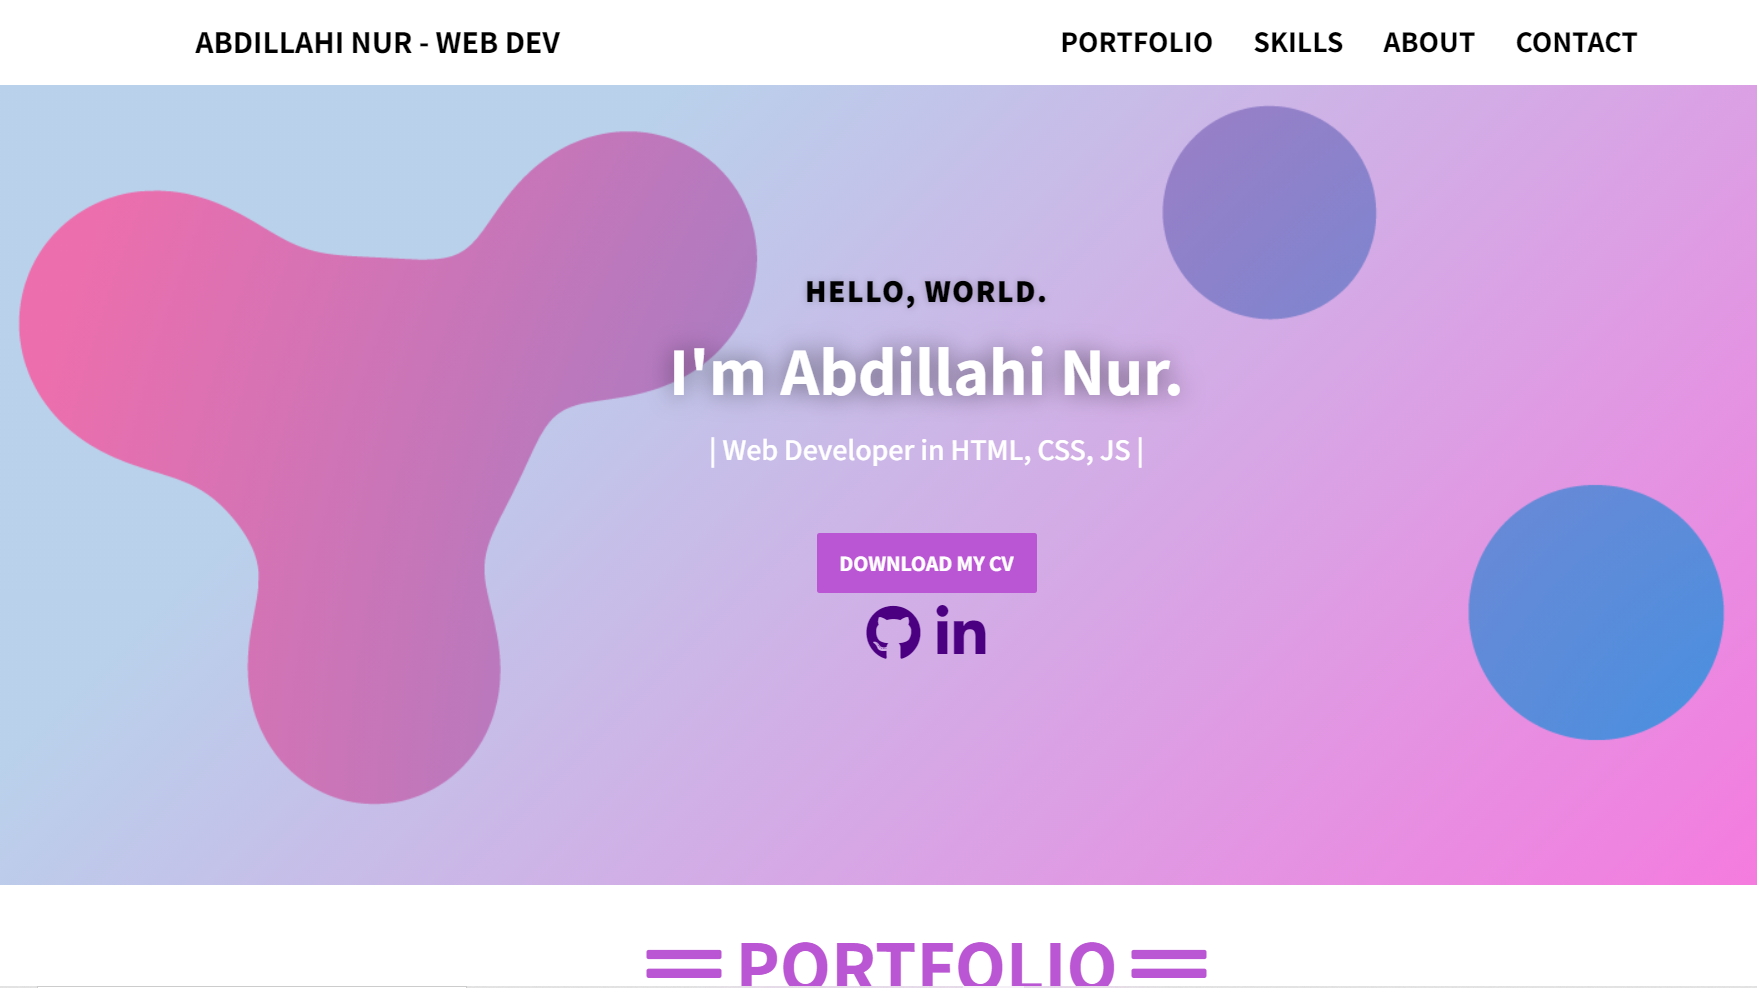 ABDILLAHI NUR - WEB DEV
PORTFOLIO SKILLS ABOUT CONTACT
HELLO, WORLD.
I'm Abdillahi Nur.
| Web Developer in HTML, CSS, JS |
DOWNLOAD MY CV
in
PORTFOLIO